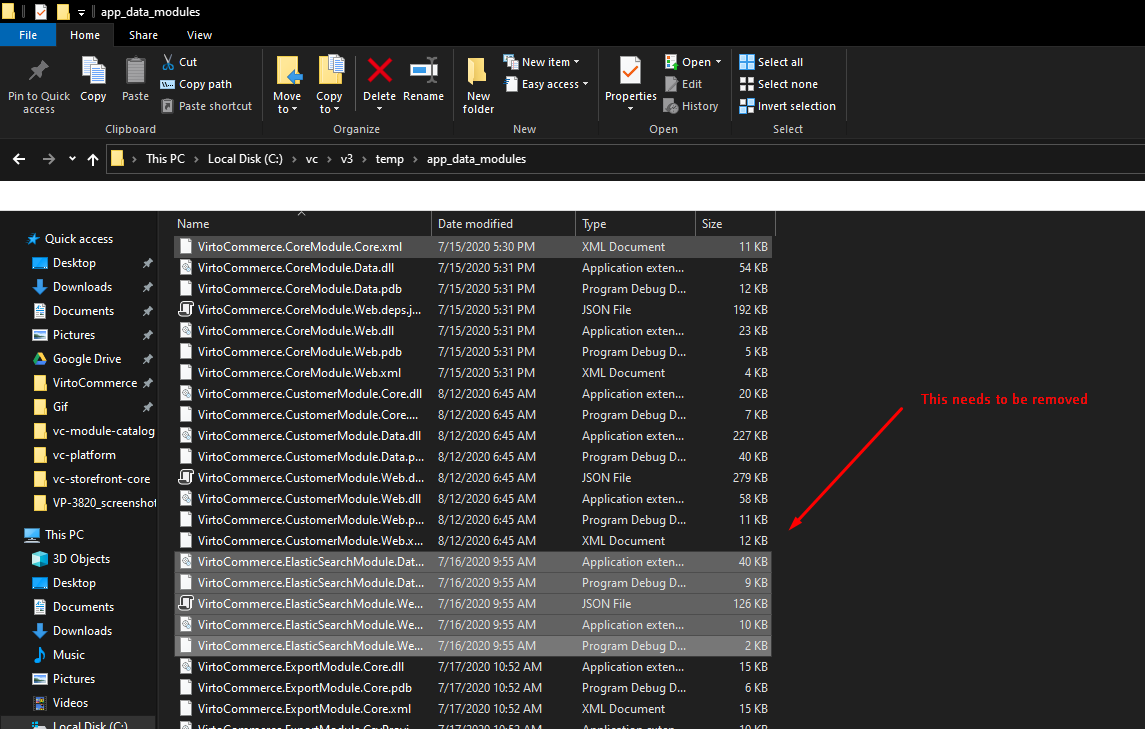 app_data_modules
File Home Share View
Pin to Quick access
Copy
Paste
Cut
Copy path
Paste shortcut
Clipboard
Move to
Copy to
Delete
Rename
Organize
New folder
New item
Easy access
New
Properties
Open
Edit
History
Open
Select all
Select none
Invert selection
Select
This PC > Local Disk (C:) > vc > v3 > temp > app_data_modules
Quick access
Desktop
Downloads
Documents
Pictures
Google Drive
VirtoCommerce
Gif
vc-module-catalog
vc-platform
vc-storefront-core
VP-3820_screenshot
This PC
3D Objects
Desktop
Documents
Downloads
Music
Pictures
Videos
Local Disk (C:)
Name Date modified Type Size
VirtoCommerce.CoreModule.Core.xml 7/15/2020 5:30 PM XML Document 11 KB
VirtoCommerce.CoreModule.Data.dll 7/15/2020 5:31 PM Application exten... 54 KB
VirtoCommerce.CoreModule.Data.pdb 7/15/2020 5:31 PM Program Debug D... 12 KB
VirtoCommerce.CoreModule.Web.deps.j... 7/15/2020 5:31 PM JSON File 192 KB
VirtoCommerce.CoreModule.Web.dll 7/15/2020 5:31 PM Application exten... 23 KB
VirtoCommerce.CoreModule.Web.pdb 7/15/2020 5:31 PM Program Debug D... 5 KB
VirtoCommerce.CoreModule.Web.xml 7/15/2020 5:31 PM XML Document 4 KB
VirtoCommerce.CustomerModule.Core.dll 8/12/2020 6:45 AM Application exten... 20 KB
VirtoCommerce.CustomerModule.Core.... 8/12/2020 6:45 AM Program Debug D... 7 KB
VirtoCommerce.CustomerModule.Data.dll 8/12/2020 6:45 AM Application exten... 227 KB
VirtoCommerce.CustomerModule.Data.p... 8/12/2020 6:45 AM Program Debug D... 40 KB
VirtoCommerce.CustomerModule.Web.d... 8/12/2020 6:45 AM JSON File 279 KB
VirtoCommerce.CustomerModule.Web.dll 8/12/2020 6:45 AM Application exten... 58 KB
VirtoCommerce.CustomerModule.Web.p... 8/12/2020 6:45 AM Program Debug D... 11 KB
VirtoCommerce.CustomerModule.Web.x... 8/12/2020 6:45 AM XML Document 12 KB
VirtoCommerce.ElasticSearchModule.Dat... 7/16/2020 9:55 AM Application exten... 40 KB
VirtoCommerce.ElasticSearchModule.Dat... 7/16/2020 9:55 AM Program Debug D... 9 KB
VirtoCommerce.ElasticSearchModule.We... 7/16/2020 9:55 AM JSON File 126 KB
VirtoCommerce.ElasticSearchModule.We... 7/16/2020 9:55 AM Application exten... 10 KB
VirtoCommerce.ElasticSearchModule.We... 7/16/2020 9:55 AM Program Debug D... 2 KB
VirtoCommerce.ExportModule.Core.dll 7/17/2020 10:52 AM Application exten... 15 KB
VirtoCommerce.ExportModule.Core.pdb 7/17/2020 10:52 AM Program Debug D... 6 KB
VirtoCommerce.ExportModule.Core.xml 7/17/2020 10:52 AM XML Document 15 KB
This needs to be removed